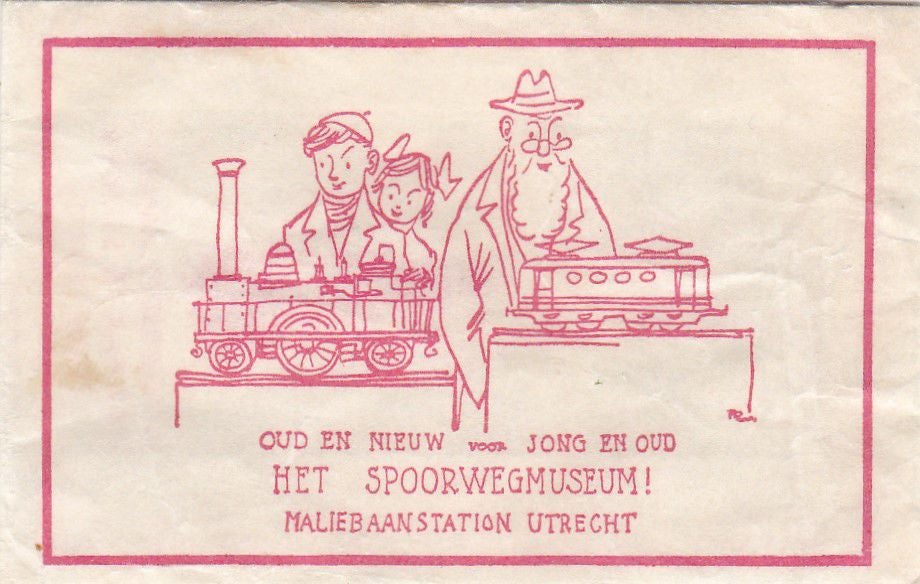 OUD EN NIEUW voor JONG EN OUD
HET SPOORWEGMUSEUM!
MALIEBAANSTATION UTRECHT